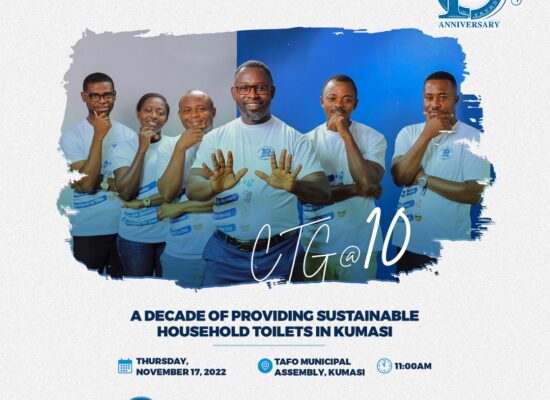 ANNIVERSARY
CTG @ 10
A DECADE OF PROVIDING SUSTAINABLE
HOUSEHOLD TOILETS IN KUMASI
THURSDAY,
NOVEMBER 17, 2022
TAFO MUNICIPAL
ASSEMBLY, KUMASI
11:00AM